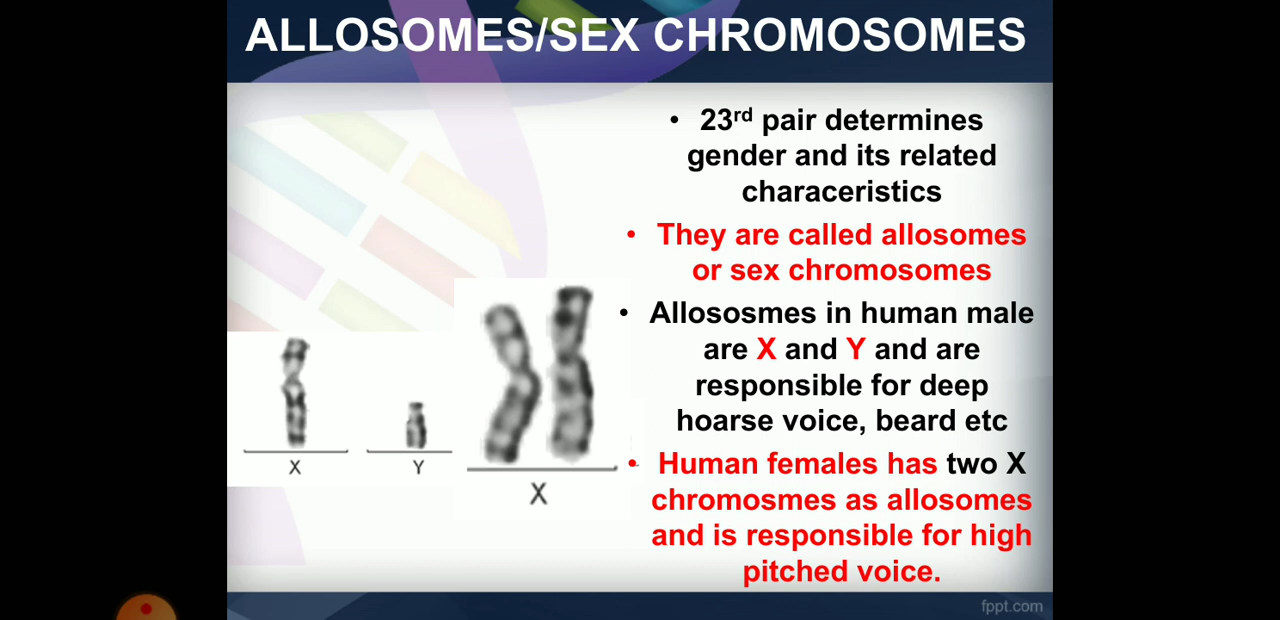 ALLOSOMES/SEX CHROMOSOMES
• 23rd pair determines
gender and its related
characeristics
• They are called allosomes
or sex chromosomes
• Allososmes in human male
are X and Y and are
responsible for deep
hoarse voice, beard etc
• Human females has two X
chromosmes as allosomes
and is responsible for high
pitched voice.
X
Y
X
fppt.com